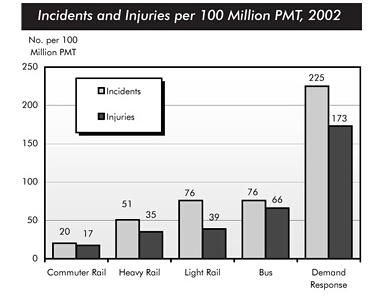 Incidents and Injuries per 100 Million PMT, 2002
No. per 100
Million PMT
250
200
150
100
50
0
Incidents
Injuries
20
17
51
35
76
39
76
66
225
173
Commuter Rail
Heavy Rail
Light Rail
Bus
Demand
Response